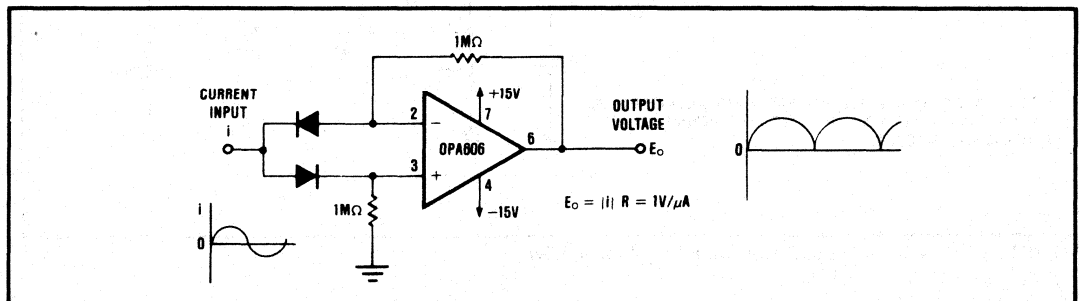 1MΩ
+15V
CURRENT
INPUT
i
2
−
7
OPA606
6
OUTPUT
VOLTAGE
E₀
0
3
+
4
1MΩ
−15V
E₀ = |i| R = 1V/μA
i
0